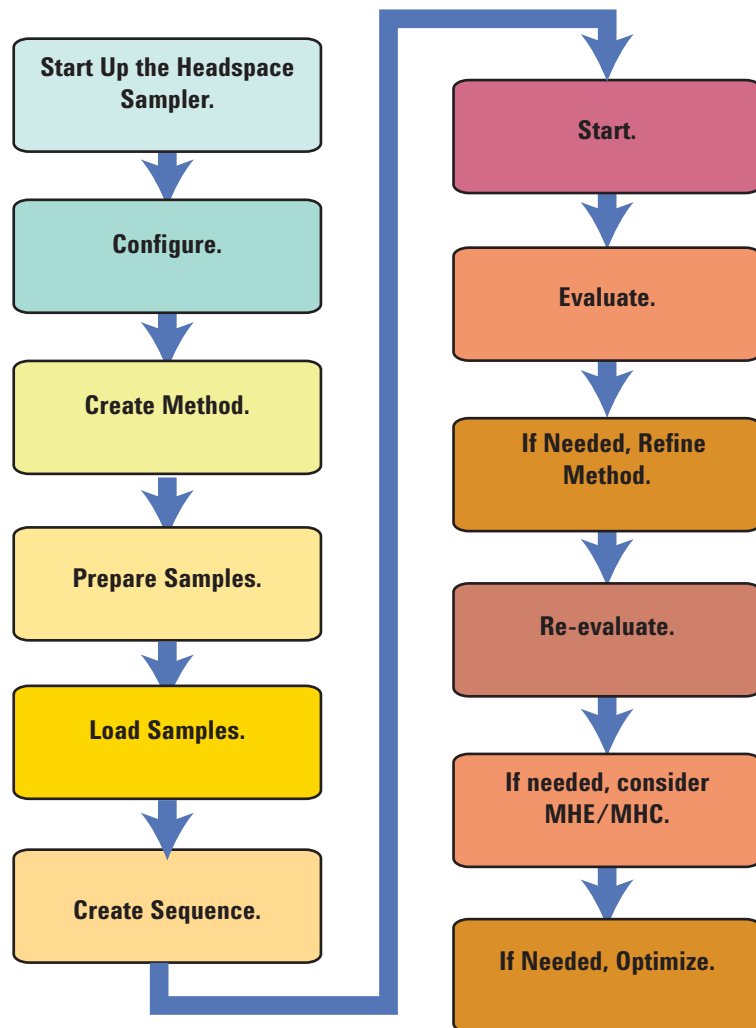 Start Up the Headspace
Sampler.
Configure.
Create Method.
Prepare Samples.
Load Samples.
Create Sequence.
Start.
Evaluate.
If Needed, Refine
Method.
Re-evaluate.
If needed, consider
MHE/MHC.
If Needed, Optimize.